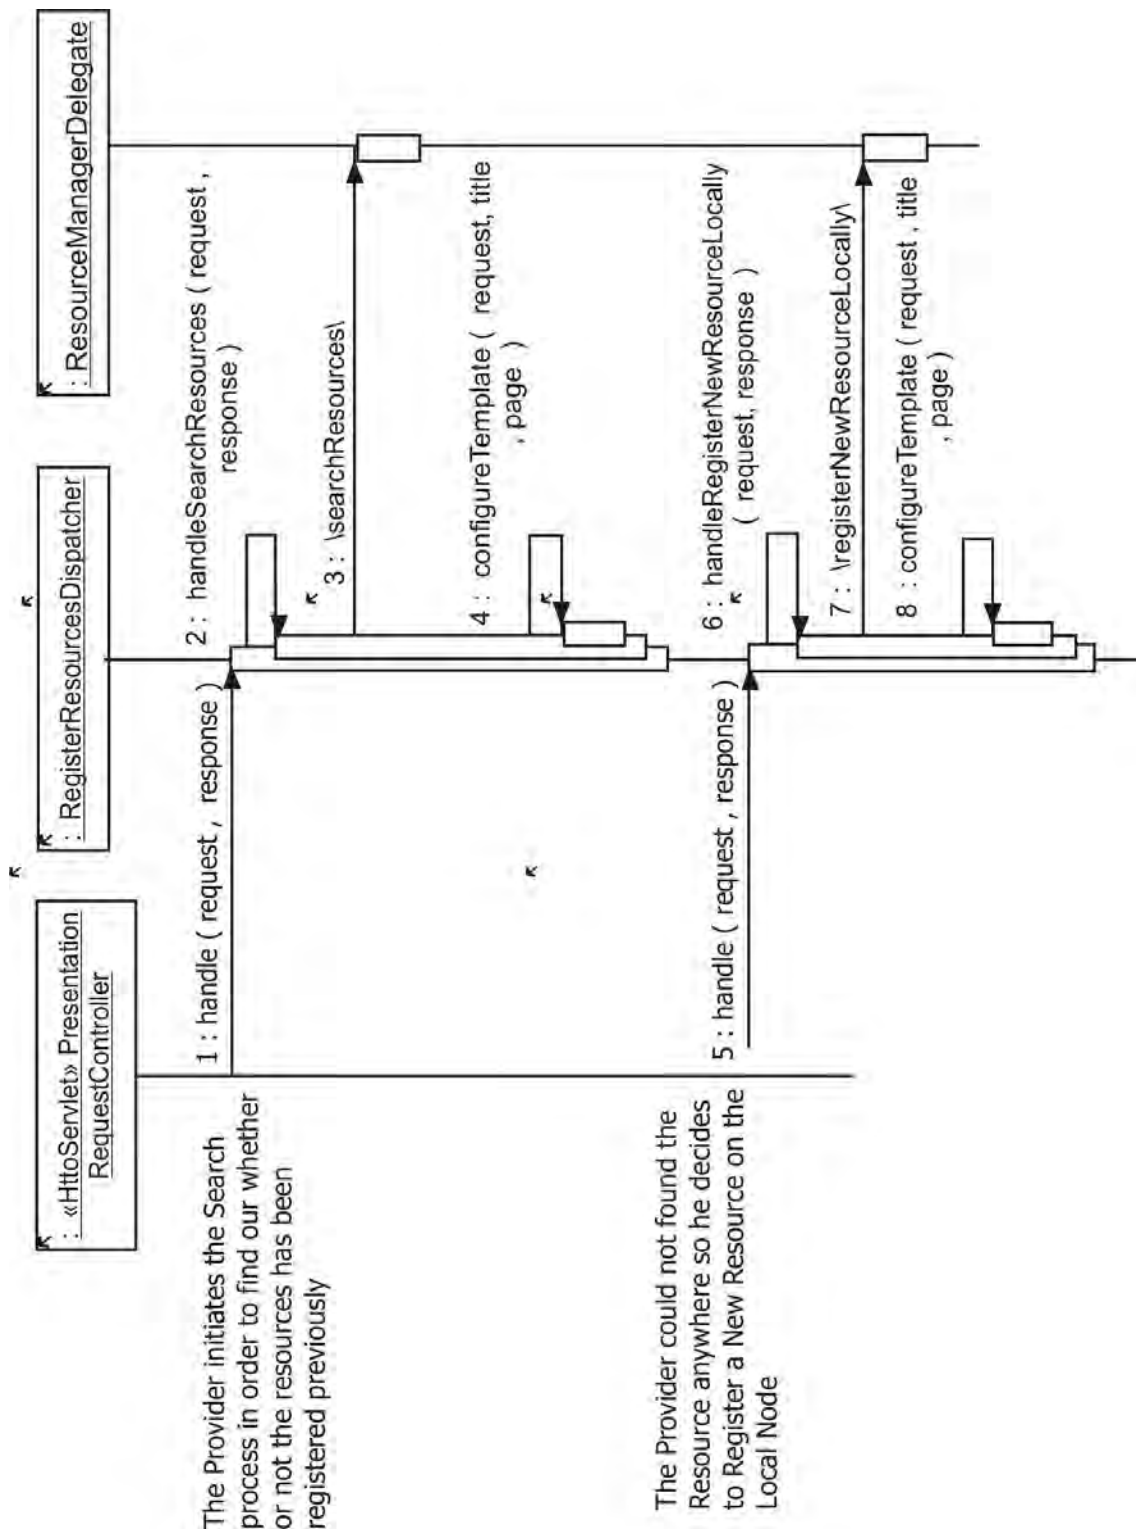 : «HttoServlet» Presentation
RequestController
: RegisterResourcesDispatcher
: ResourceManagerDelegate
The Provider initiates the Search
process in order to find our whether
or not the resources has been
registered previously
1 : handle ( request , response )
2 : handleSearchResources ( request ,
response )
3 : \searchResources\
4 : configureTemplate ( request, title
, page )
The Provider could not found the
Resource anywhere so he decides
to Register a New Resource on the
Local Node
5 : handle ( request , response )
6 : handleRegisterNewResourceLocally
( request, response )
7 : \registerNewResourceLocally\
8 : configureTemplate ( request , title
, page )